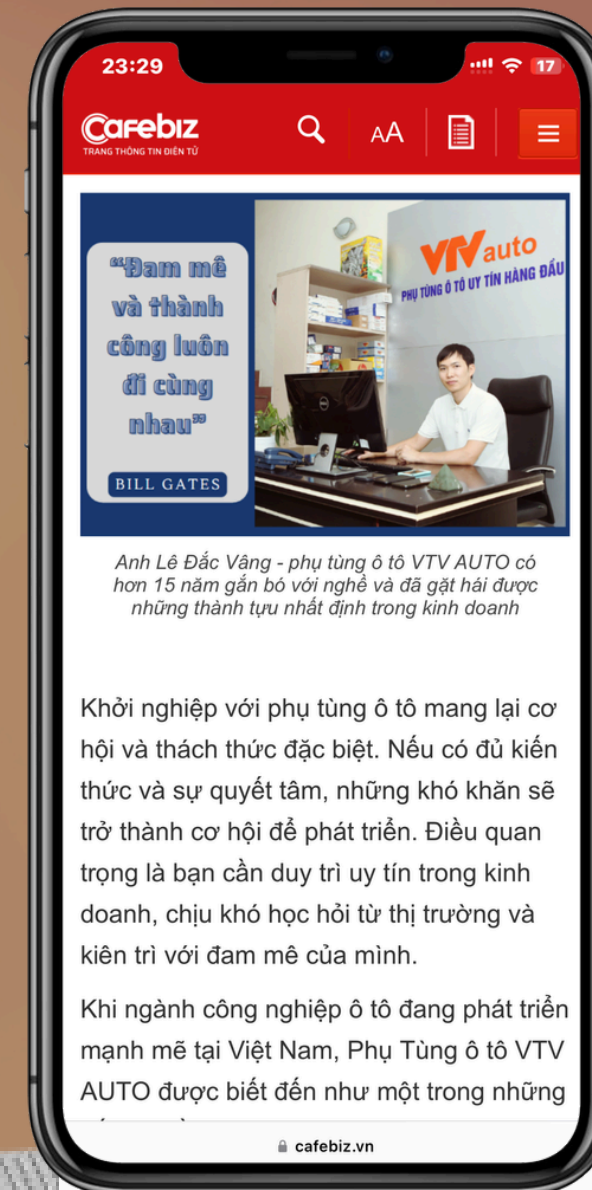 23:29
17
Cafebiz
TRANG THÔNG TIN ĐIỆN TỬ
AA
“Đam mê
và thành
công luôn
đi cùng
nhau”
BILL GATES
VTV auto
PHỤ TÙNG Ô TÔ UY TÍN HÀNG ĐẦU
Anh Lê Đắc Vâng - phụ tùng ô tô VTV AUTO có
hơn 15 năm gắn bó với nghề và đã gặt hái được
những thành tựu nhất định trong kinh doanh
Khởi nghiệp với phụ tùng ô tô mang lại cơ
hội và thách thức đặc biệt. Nếu có đủ kiến
thức và sự quyết tâm, những khó khăn sẽ
trở thành cơ hội để phát triển. Điều quan
trọng là bạn cần duy trì uy tín trong kinh
doanh, chịu khó học hỏi từ thị trường và
kiên trì với đam mê của mình.
Khi ngành công nghiệp ô tô đang phát triển
mạnh mẽ tại Việt Nam, Phụ Tùng ô tô VTV
AUTO được biết đến như một trong những
cafebiz.vn